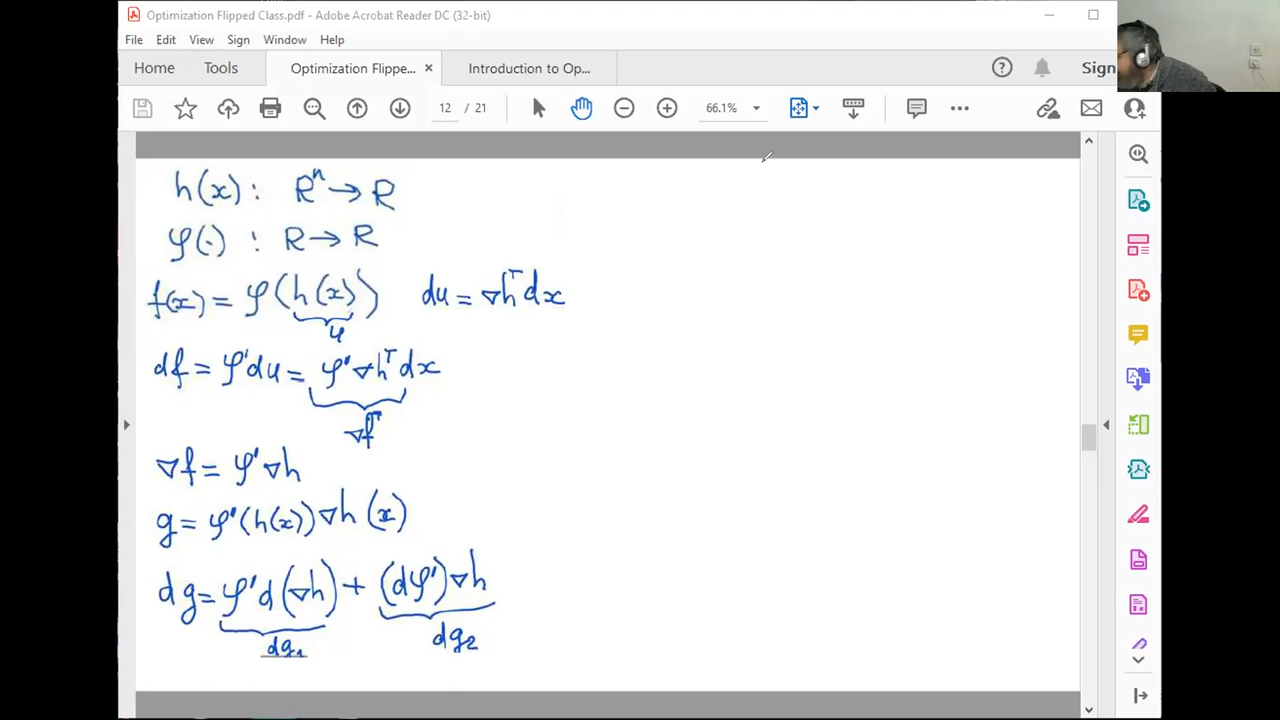 Optimization Flipped Class.pdf - Adobe Acrobat Reader DC (32-bit)
File Edit View Sign Window Help
Home Tools Optimization Flippe... × Introduction to Op... Sign
12 / 21 66.1%
h(x): Rⁿ → R
φ(·) : R → R
f(x) = φ(h(x)) du = ∇hᵀdx
u
df = φ'du = φ'∇hᵀdx
∇fᵀ
∇f = φ'∇h
g = φ'(h(x))∇h(x)
dg = φ'd(∇h) + (dφ')∇h
dg₁ dg₂